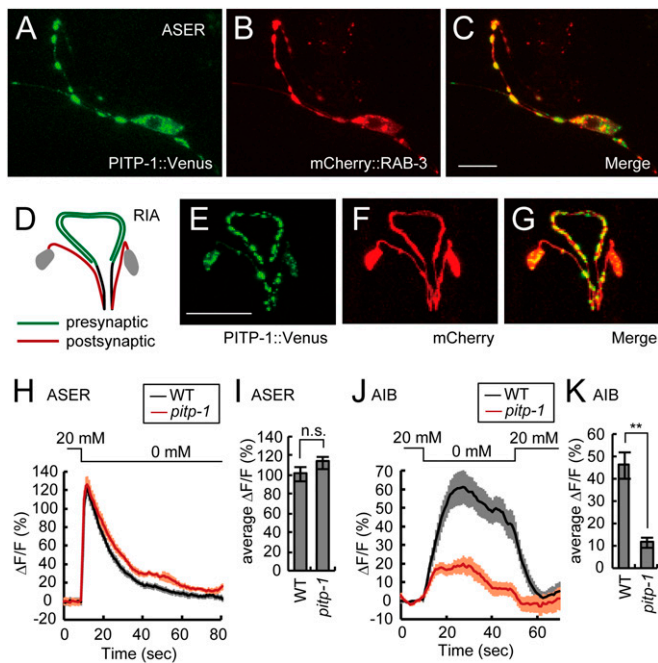 A ASER B C
PITP-1::Venus mCherry::RAB-3 Merge
D RIA E F G
presynaptic
postsynaptic
PITP-1::Venus mCherry Merge
H ASER
WT
pitp-1
20 mM 0 mM
ΔF/F (%)
140
120
100
80
60
40
20
0
-20
0 20 40 60 80
Time (sec)
I ASER
n.s.
average ΔF/F (%)
140
120
100
80
60
40
20
0
WT pitp-1
J AIB
WT
pitp-1
20 mM 0 mM 20 mM
ΔF/F (%)
70
60
50
40
30
20
10
0
-10
0 20 40 60
Time (sec)
K AIB
**
average ΔF/F (%)
60
50
40
30
20
10
0
WT pitp-1